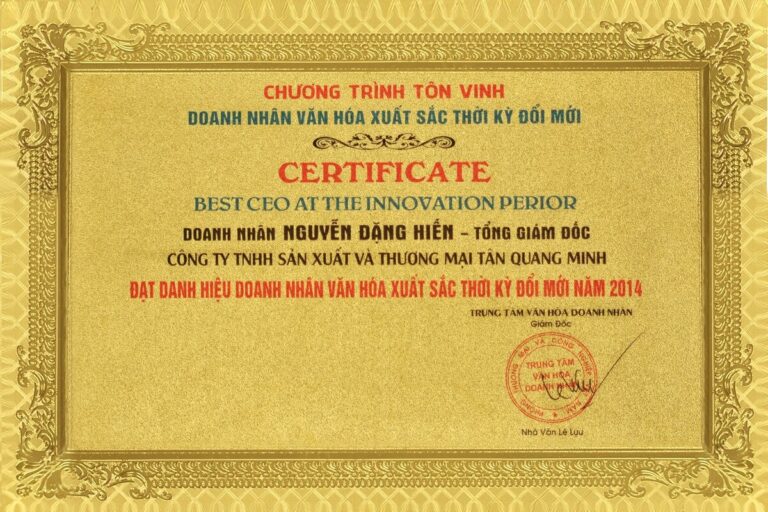 CHƯƠNG TRÌNH TÔN VINH
DOANH NHÂN VĂN HÓA XUẤT SẮC THỜI KỲ ĐỔI MỚI
CERTIFICATE
BEST CEO AT THE INNOVATION PERIOR
DOANH NHÂN NGUYỄN ĐẶNG HIẾN – TỔNG GIÁM ĐỐC
CÔNG TY TNHH SẢN XUẤT VÀ THƯƠNG MẠI TÂN QUANG MINH
ĐẠT DANH HIỆU DOANH NHÂN VĂN HÓA XUẤT SẮC THỜI KỲ ĐỔI MỚI NĂM 2014
TRUNG TÂM VĂN HÓA DOANH NHÂN
Giám Đốc
TRUNG TÂM
VĂN HÓA
DOANH NHÂN
Nhà Văn Lê Lựu